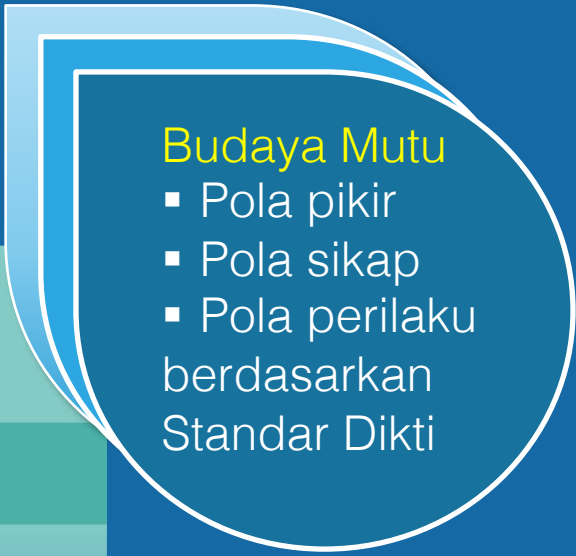 Budaya Mutu
▪ Pola pikir
▪ Pola sikap
▪ Pola perilaku
berdasarkan
Standar Dikti